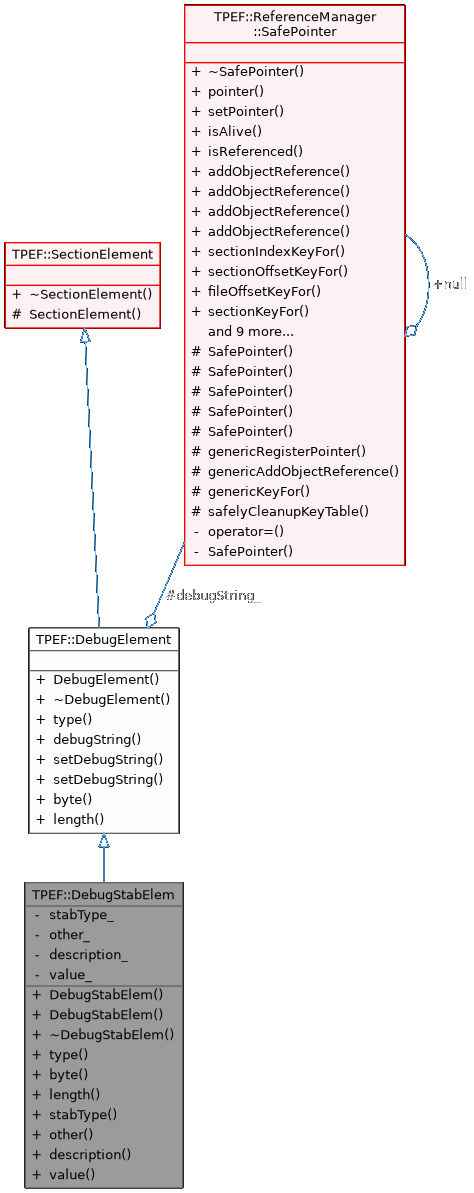 TPEF::ReferenceManager
::SafePointer
+ ~SafePointer()
+ pointer()
+ setPointer()
+ isAlive()
+ isReferenced()
+ addObjectReference()
+ addObjectReference()
+ addObjectReference()
+ addObjectReference()
+ sectionIndexKeyFor()
+ sectionOffsetKeyFor()
+ fileOffsetKeyFor()
+ sectionKeyFor()
and 9 more...
# SafePointer()
# SafePointer()
# SafePointer()
# SafePointer()
# SafePointer()
# genericRegisterPointer()
# genericAddObjectReference()
# genericKeyFor()
# safelyCleanupKeyTable()
- operator=()
- SafePointer()
+null
TPEF::SectionElement
+ ~SectionElement()
# SectionElement()
#debugString_
TPEF::DebugElement
+ DebugElement()
+ ~DebugElement()
+ type()
+ debugString()
+ setDebugString()
+ setDebugString()
+ byte()
+ length()
TPEF::DebugStabElem
- stabType_
- other_
- description_
- value_
+ DebugStabElem()
+ DebugStabElem()
+ ~DebugStabElem()
+ type()
+ byte()
+ length()
+ stabType()
+ other()
+ description()
+ value()